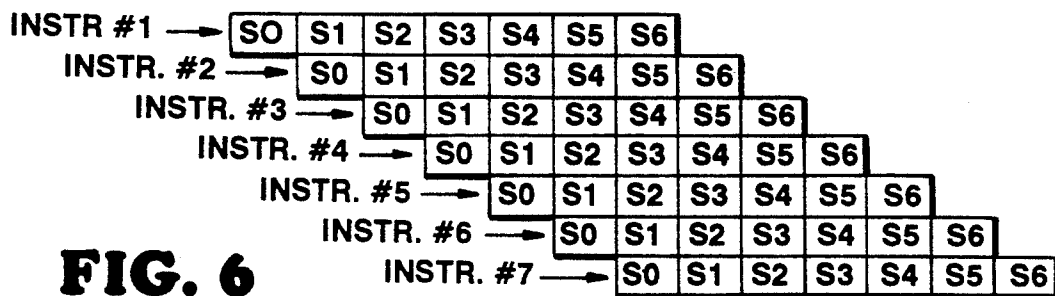 INSTR #1 SO S1 S2 S3 S4 S5 S6
INSTR. #2 S0 S1 S2 S3 S4 S5 S6
INSTR. #3 S0 S1 S2 S3 S4 S5 S6
INSTR. #4 S0 S1 S2 S3 S4 S5 S6
INSTR. #5 S0 S1 S2 S3 S4 S5 S6
INSTR. #6 S0 S1 S2 S3 S4 S5 S6
INSTR. #7 S0 S1 S2 S3 S4 S5 S6
FIG. 6